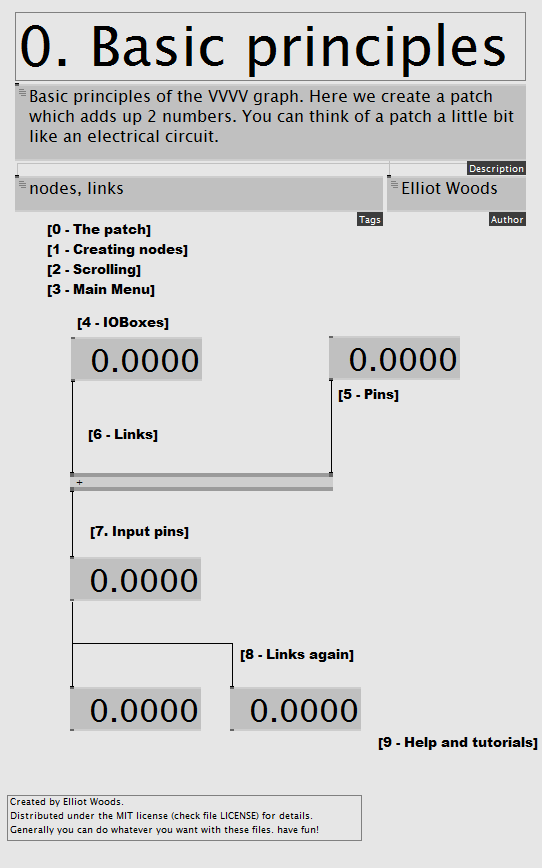 0. Basic principles
Basic principles of the VVVV graph. Here we create a patch
which adds up 2 numbers. You can think of a patch a little bit
like an electrical circuit.
Description
nodes, links
Elliot Woods
Tags
Author
[0 - The patch]
[1 - Creating nodes]
[2 - Scrolling]
[3 - Main Menu]
[4 - IOBoxes]
0.0000
0.0000
[5 - Pins]
[6 - Links]
+
[7. Input pins]
0.0000
[8 - Links again]
0.0000
0.0000
[9 - Help and tutorials]
Created by Elliot Woods.
Distributed under the MIT license (check file LICENSE) for details.
Generally you can do whatever you want with these files. have fun!